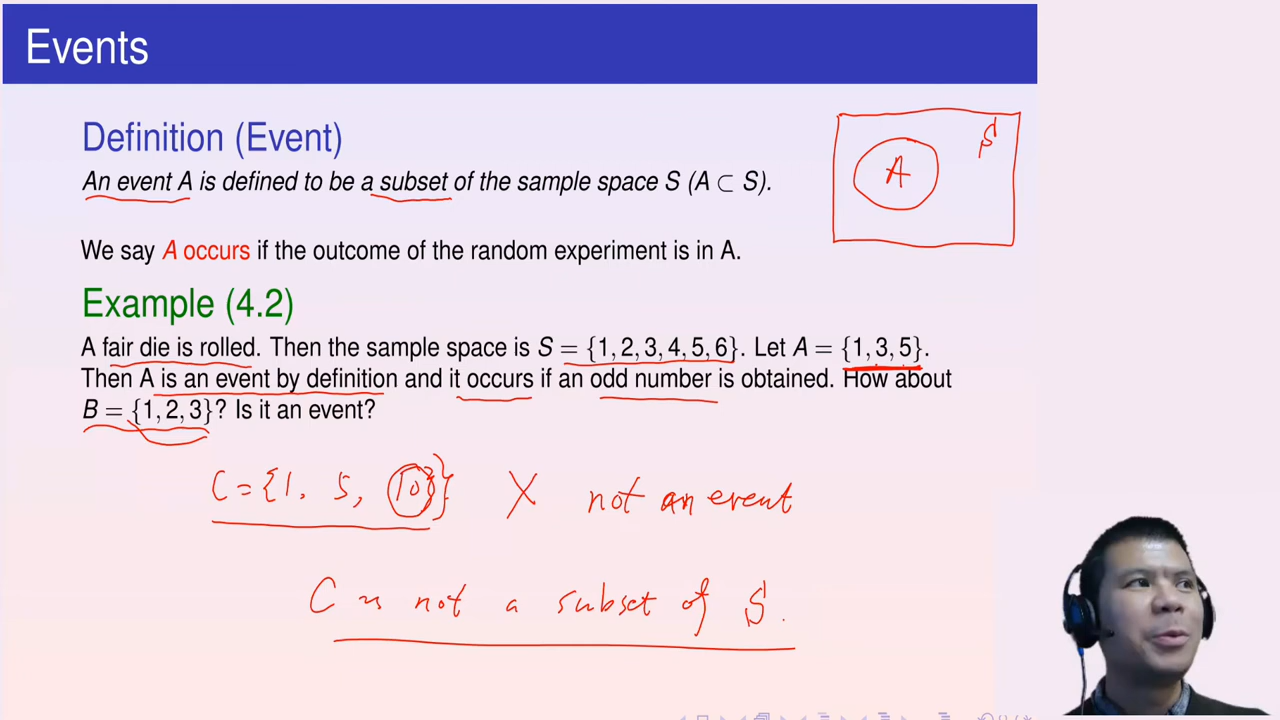 Events
Definition (Event)
An event A is defined to be a subset of the sample space S (A ⊂ S).
A
S
We say A occurs if the outcome of the random experiment is in A.
Example (4.2)
A fair die is rolled. Then the sample space is S = {1, 2, 3, 4, 5, 6}. Let A = {1, 3, 5}.
Then A is an event by definition and it occurs if an odd number is obtained. How about
B = {1, 2, 3}? Is it an event?
C = {1, 5, 10} X not an event
C is not a subset of S.